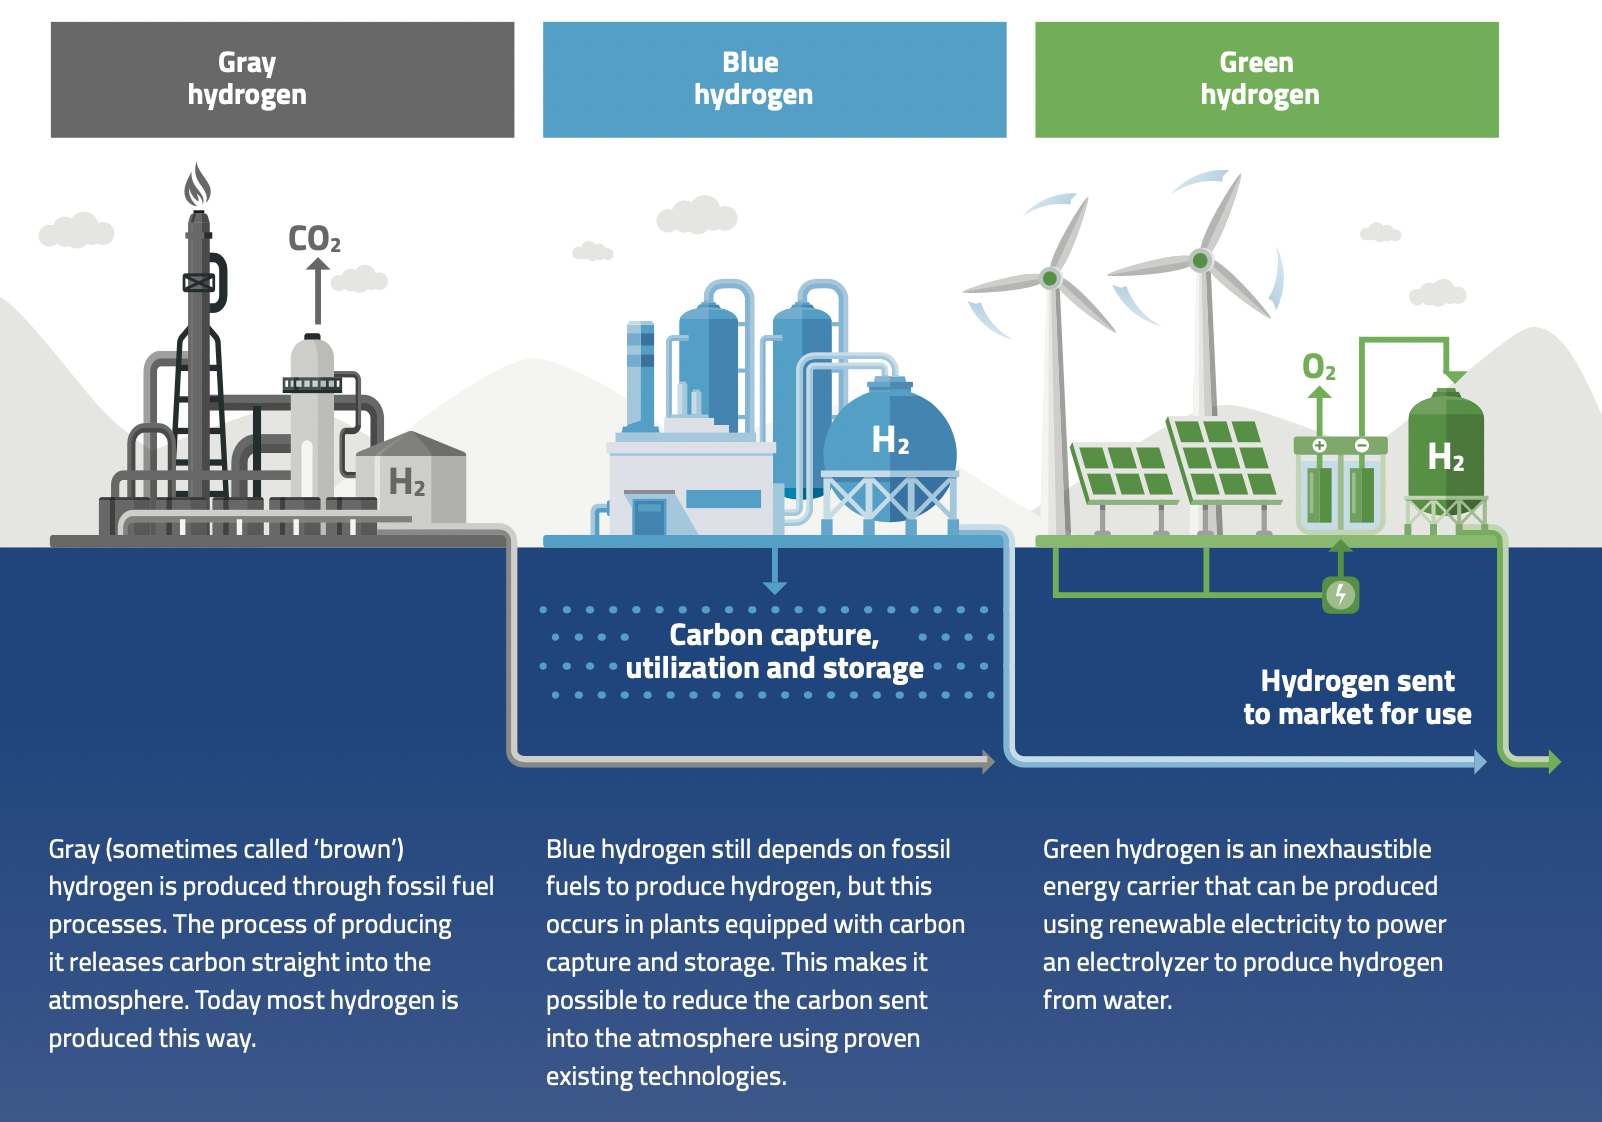 Gray
hydrogen
Blue
hydrogen
Green
hydrogen
CO₂
H₂
H₂
O₂
+
−
H₂
Carbon capture,
utilization and storage
Hydrogen sent
to market for use
Gray (sometimes called ‘brown’)
hydrogen is produced through fossil fuel
processes. The process of producing
it releases carbon straight into the
atmosphere. Today most hydrogen is
produced this way.
Blue hydrogen still depends on fossil
fuels to produce hydrogen, but this
occurs in plants equipped with carbon
capture and storage. This makes it
possible to reduce the carbon sent
into the atmosphere using proven
existing technologies.
Green hydrogen is an inexhaustible
energy carrier that can be produced
using renewable electricity to power
an electrolyzer to produce hydrogen
from water.